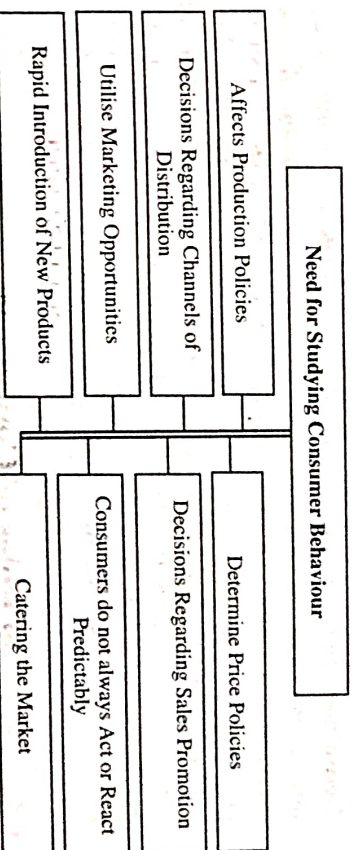 Need for Studying Consumer Behaviour
Affects Production Policies
Determine Price Policies
Decisions Regarding Channels of
Distribution
Decisions Regarding Sales Promotion
Utilise Marketing Opportunities
Consumers do not always Act or React
Predictably
Rapid Introduction of New Products
Catering the Market